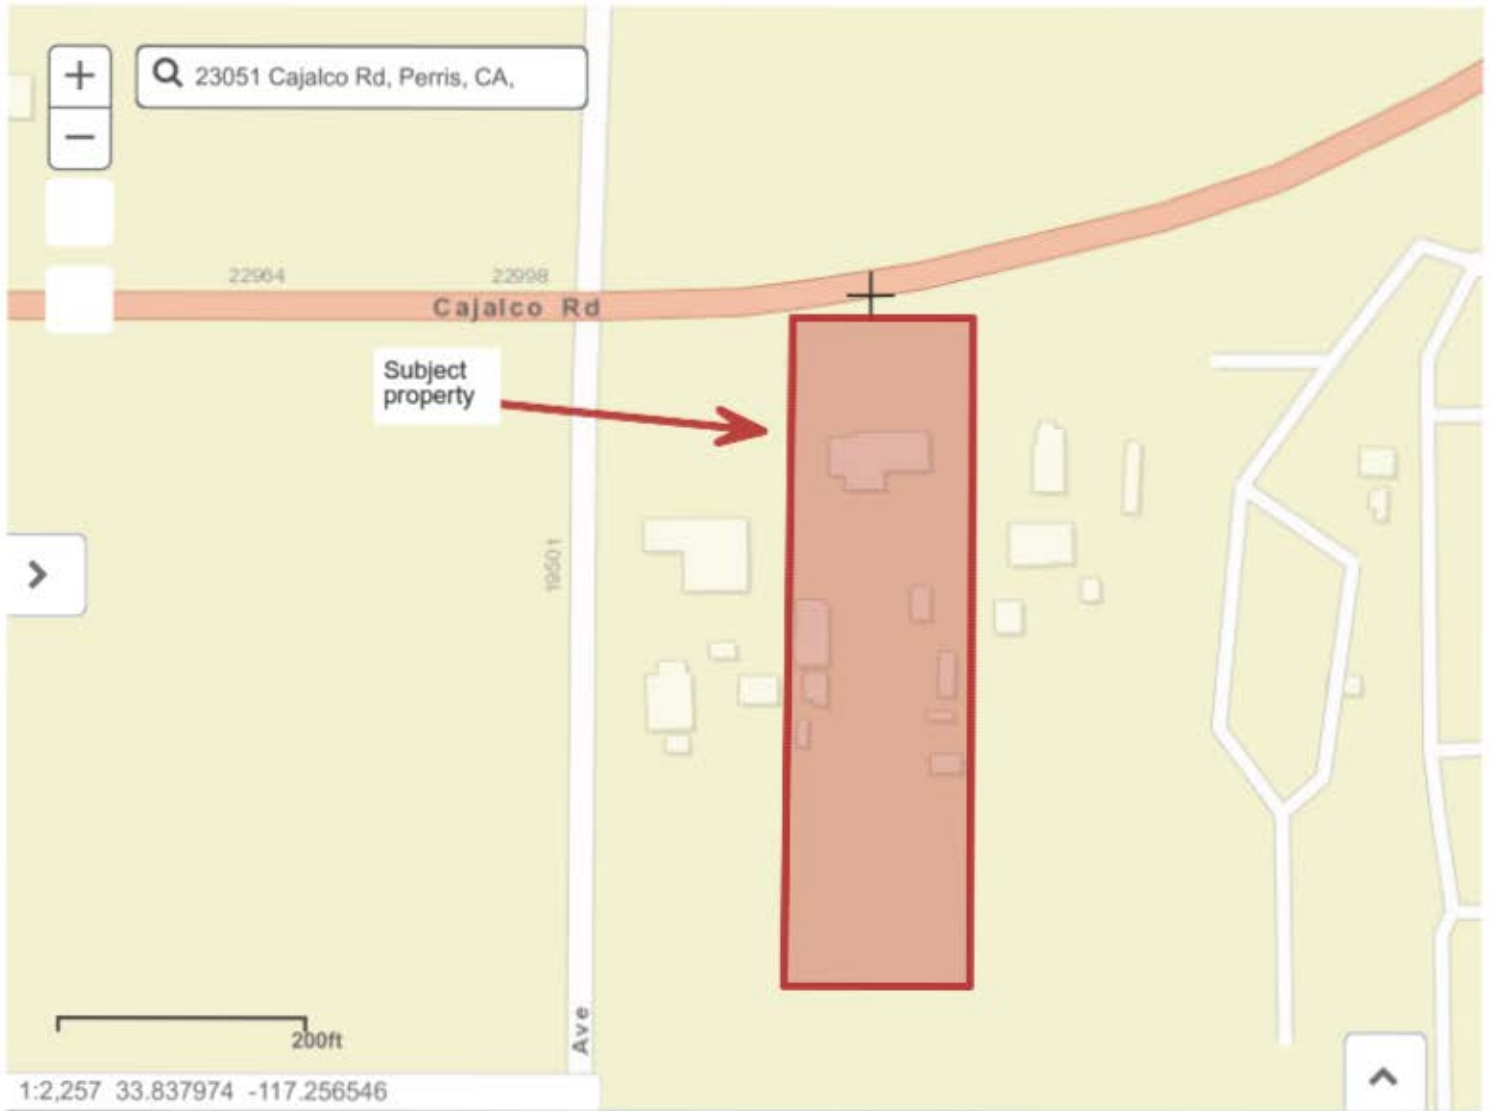 +
23051 Cajalco Rd, Perris, CA,
−
22964
22998
Cajalco Rd
Subject
property
19501
Ave
200ft
1:2,257 33.837974 -117.256546